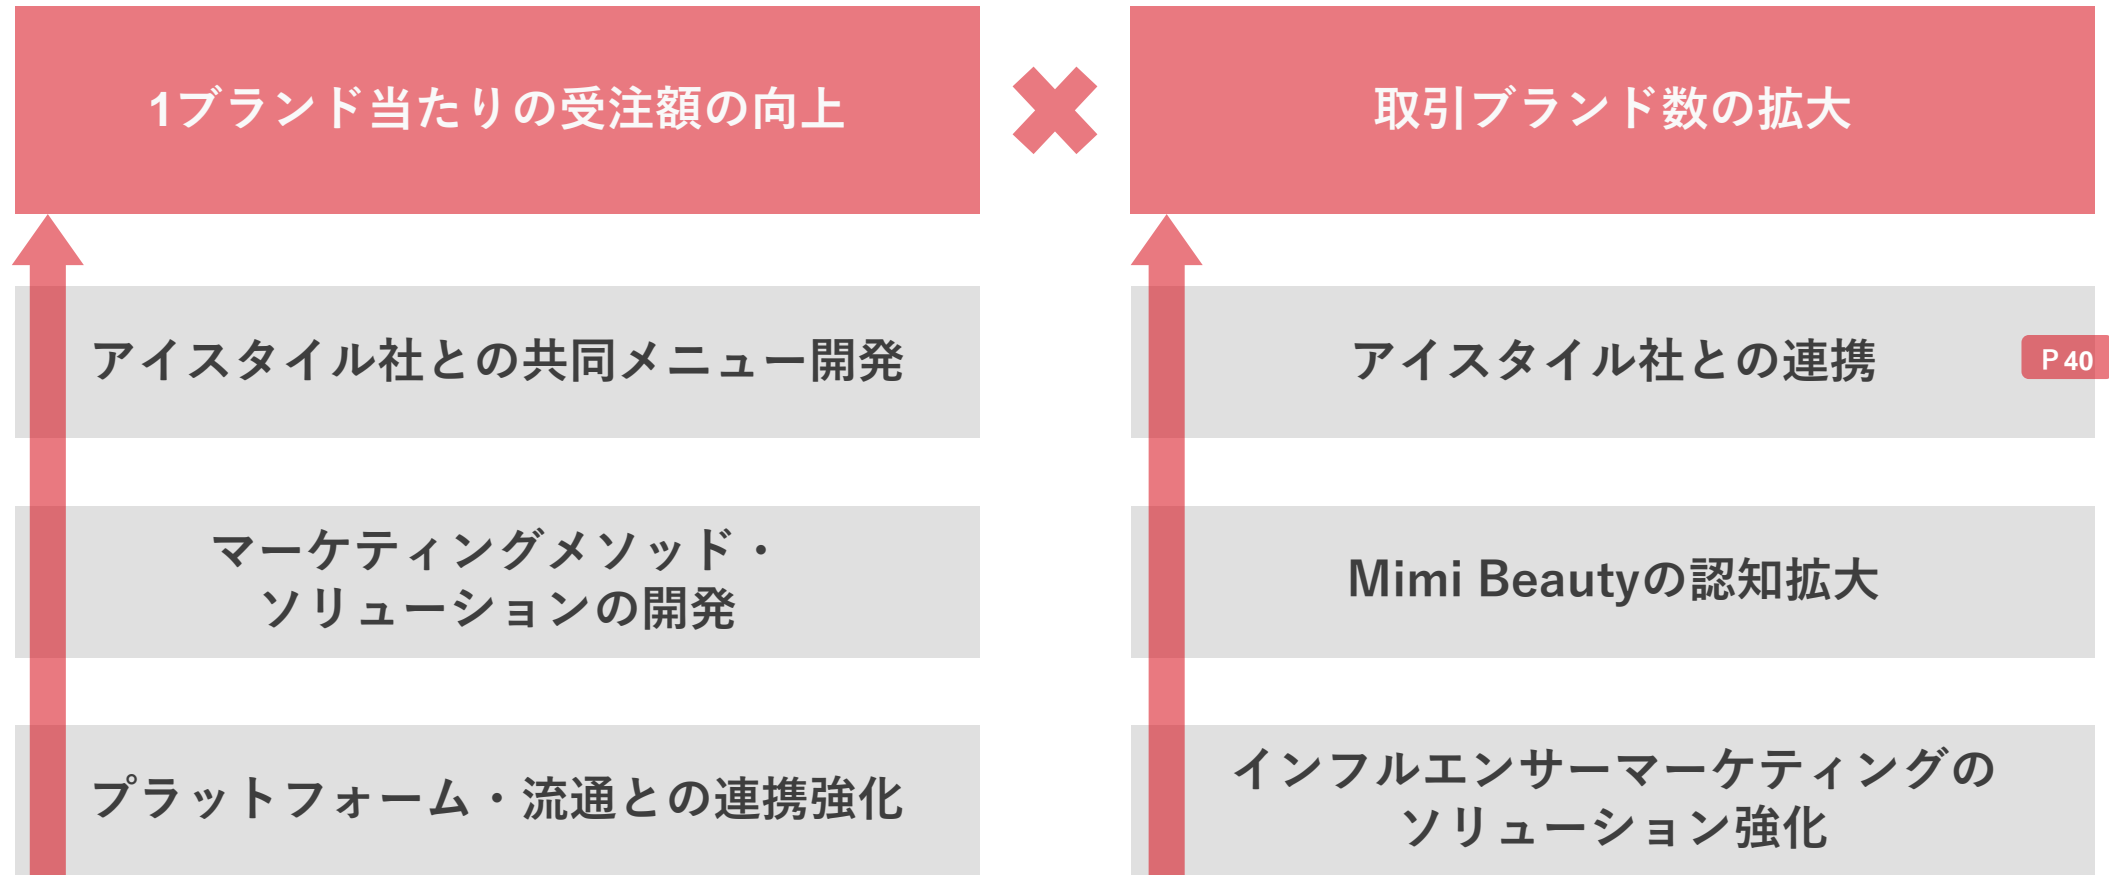 1ブランド当たりの受注額の向上
取引ブランド数の拡大
アイスタイル社との共同メニュー開発
マーケティングメソッド・
ソリューションの開発
プラットフォーム・流通との連携強化
アイスタイル社との連携
P 40
Mimi Beautyの認知拡大
インフルエンサーマーケティングの
ソリューション強化